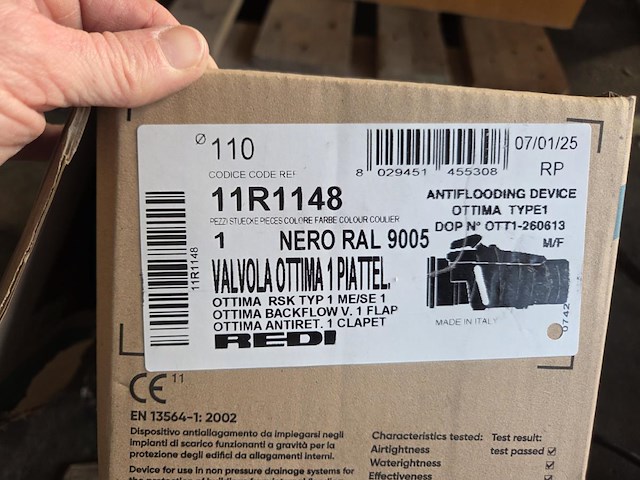 Ø 110
8 029451 455308
07/01/25
RP
CODICE CODE REF
11R1148
PEZZI STUECKE PIECES COLORE FARBE COLOUR COULIER
1 NERO RAL 9005
ANTIFLOODING DEVICE
OTTIMA TYPE1
DOP N° OTT1-260613
M/F
11R1148
VALVOLA OTTIMA 1 PIATTEL.
OTTIMA RSK TYP 1 ME/SE 1
OTTIMA BACKFLOW V. 1 FLAP
OTTIMA ANTIRET. 1 CLAPET
REDI
MADE IN ITALY
0742
CE 11
EN 13564-1: 2002
Dispositivo antiallagamento da impiegarsi negli
impianti di scarico funzionanti a gravità per la
protezione degli edifici da allagamenti interni.
Device for use in non pressure drainage systems for
Characteristics tested: Test result:
Airtightness test passed
Waterightness
Effectiveness